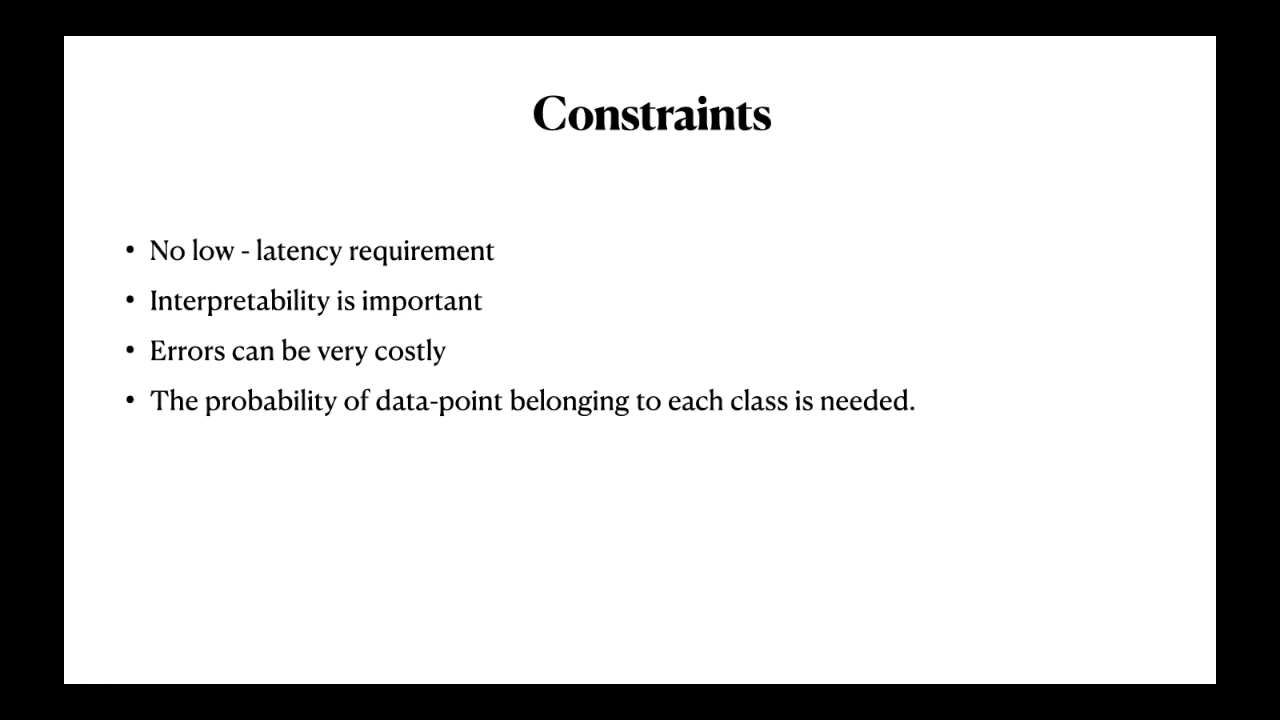 Constraints
• No low - latency requirement
• Interpretability is important
• Errors can be very costly
• The probability of data-point belonging to each class is needed.